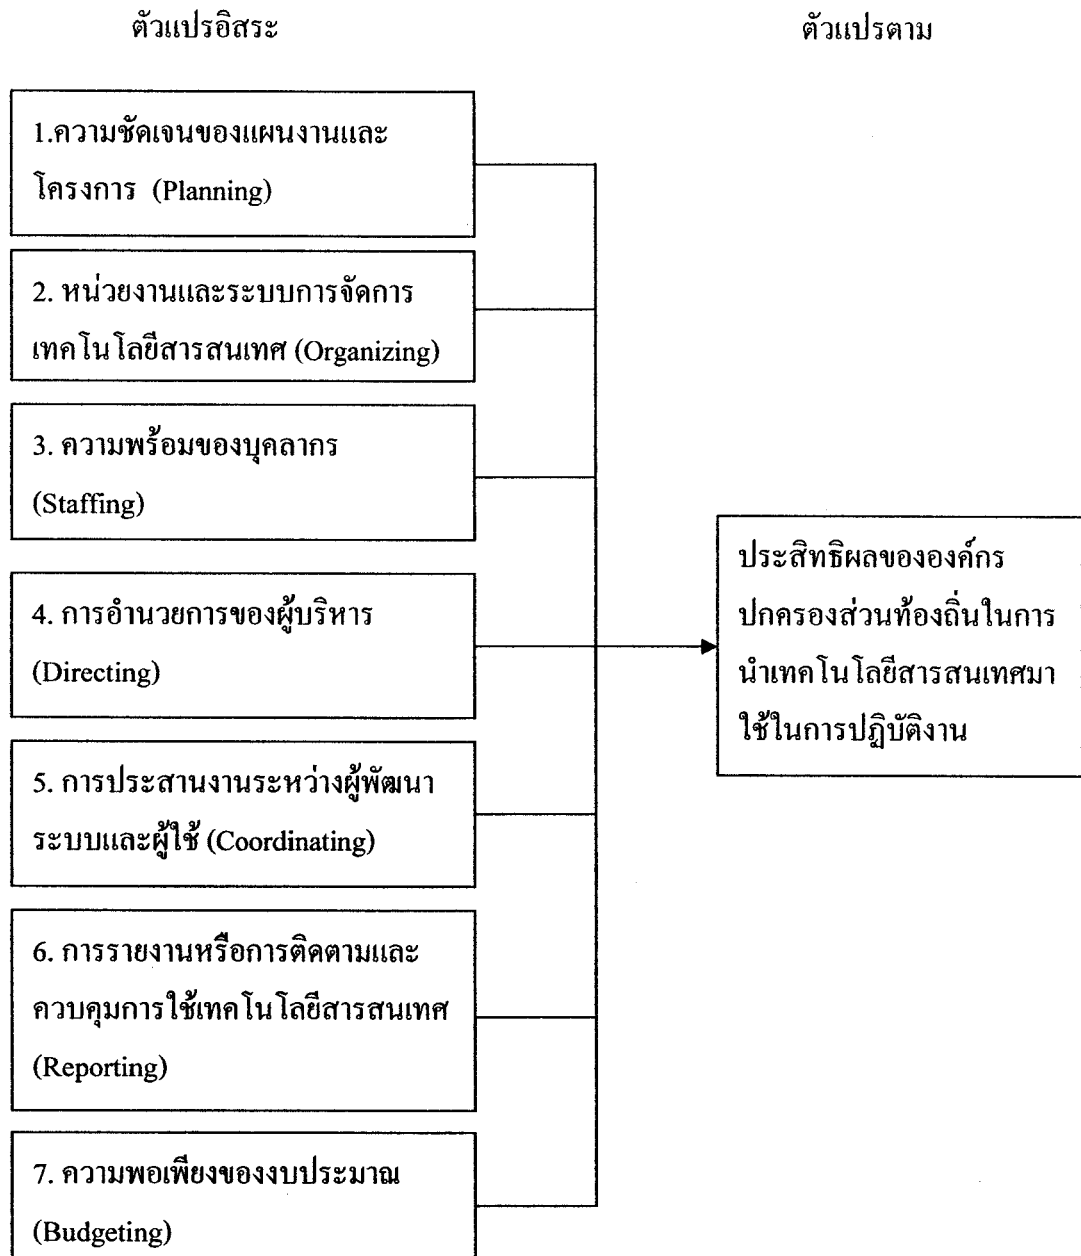 ตัวแปรอิสระ
ตัวแปรตาม
1.ความชัดเจนของแผนงานและ
โครงการ (Planning)
2. หน่วยงานและระบบการจัดการ
เทคโนโลยีสารสนเทศ (Organizing)
3. ความพร้อมของบุคลากร
(Staffing)
4. การอำนวยการของผู้บริหาร
(Directing)
5. การประสานงานระหว่างผู้พัฒนา
ระบบและผู้ใช้ (Coordinating)
6. การรายงานหรือการติดตามและ
ควบคุมการใช้เทคโนโลยีสารสนเทศ
(Reporting)
7. ความพอเพียงของงบประมาณ
(Budgeting)
ประสิทธิผลขององค์กร
ปกครองส่วนท้องถิ่นในการ
นำเทคโนโลยีสารสนเทศมา
ใช้ในการปฏิบัติงาน